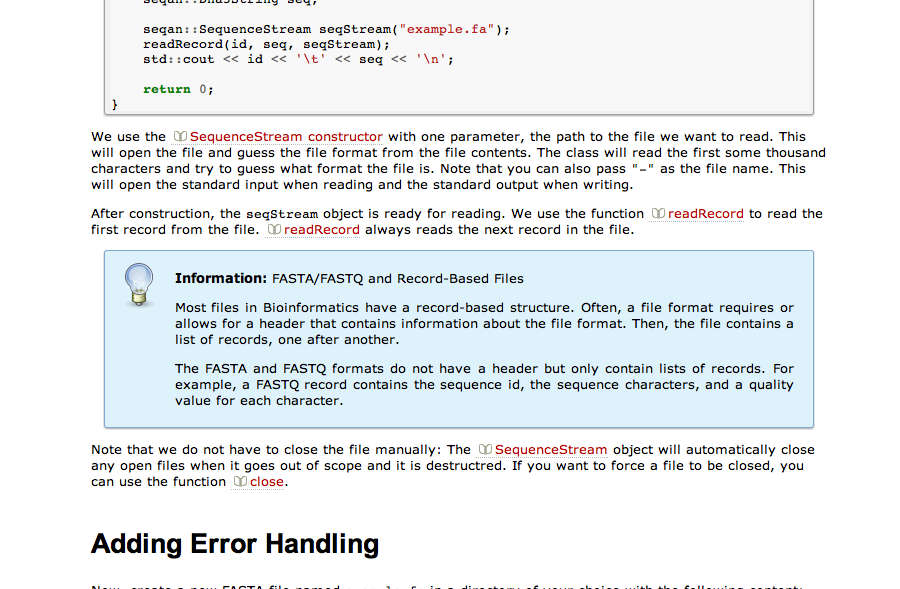 seqan::SequenceStream seqStream("example.fa");
readRecord(id, seq, seqStream);
std::cout << id << '\t' << seq << '\n';
return 0;
}
We use the SequenceStream constructor with one parameter, the path to the file we want to read. This
will open the file and guess the file format from the file contents. The class will read the first some thousand
characters and try to guess what format the file is. Note that you can also pass "-" as the file name. This
will open the standard input when reading and the standard output when writing.
After construction, the seqStream object is ready for reading. We use the function readRecord to read the
first record from the file. readRecord always reads the next record in the file.
Information: FASTA/FASTQ and Record-Based Files
Most files in Bioinformatics have a record-based structure. Often, a file format requires or
allows for a header that contains information about the file format. Then, the file contains a
list of records, one after another.
The FASTA and FASTQ formats do not have a header but only contain lists of records. For
example, a FASTQ record contains the sequence id, the sequence characters, and a quality
value for each character.
Note that we do not have to close the file manually: The SequenceStream object will automatically close
any open files when it goes out of scope and it is destructred. If you want to force a file to be closed, you
can use the function close.
Adding Error Handling